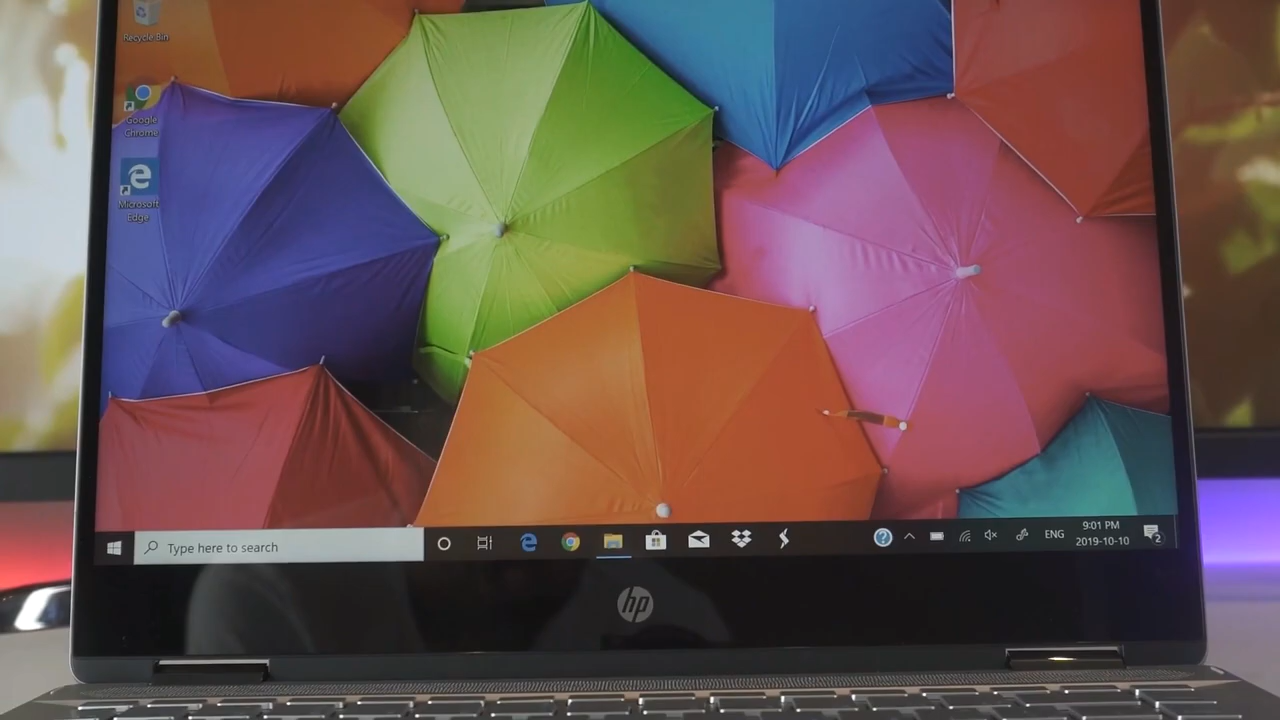 Recycle Bin
Google
Chrome
Microsoft
Edge
Type here to search
ENG
9:01 PM
2019-10-10
2
hp